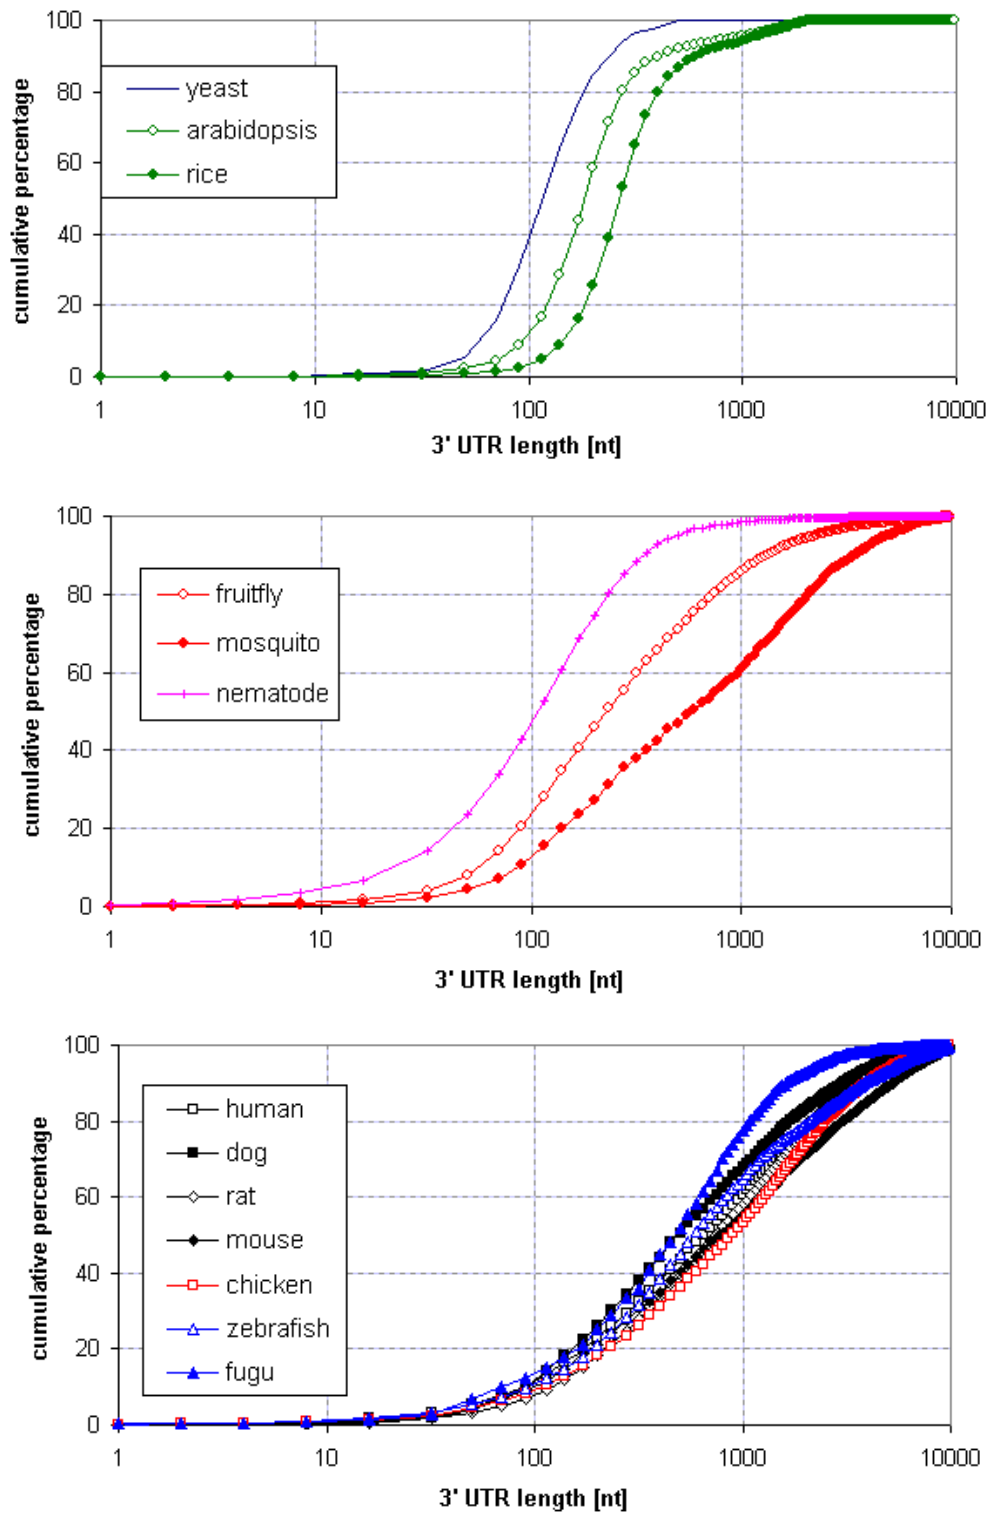 100
80
60
40
20
0
cumulative percentage
yeast
arabidopsis
rice
1 10 100 1000 10000
3' UTR length [nt]
100
80
60
40
20
0
cumulative percentage
fruitfly
mosquito
nematode
1 10 100 1000 10000
3' UTR length [nt]
100
80
60
40
20
0
cumulative percentage
human
dog
rat
mouse
chicken
zebrafish
fugu
1 10 100 1000 10000
3' UTR length [nt]